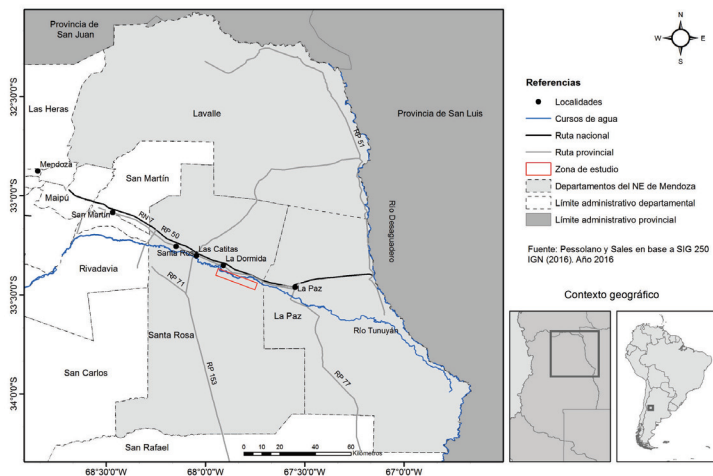 Provincia de
San Juan
Las Heras
Lavalle
Provincia de San Luis
RP 51
Mendoza
San Martín
Maipú
San Martín
RN 7
RP 50
Río Desaguadero
Santa Rosa
Las Catitas
La Dormida
Rivadavia
RP 71
La Paz
La Paz
Río Tunuyán
Santa Rosa
San Carlos
RP 153
RP 77
San Rafael
0 10 20 40 60
Kilómetros
32°30'0"S
33°0'0"S
33°30'0"S
34°0'0"S
68°30'0"W
68°0'0"W
67°30'0"W
67°0'0"W
N
W
E
S
Referencias
Localidades
Cursos de agua
Ruta nacional
Ruta provincial
Zona de estudio
Departamentos del NE de Mendoza
Límite administrativo departamental
Límite administrativo provincial
Fuente: Pessolano y Sales en base a SIG 250
IGN (2016). Año 2016
Contexto geográfico